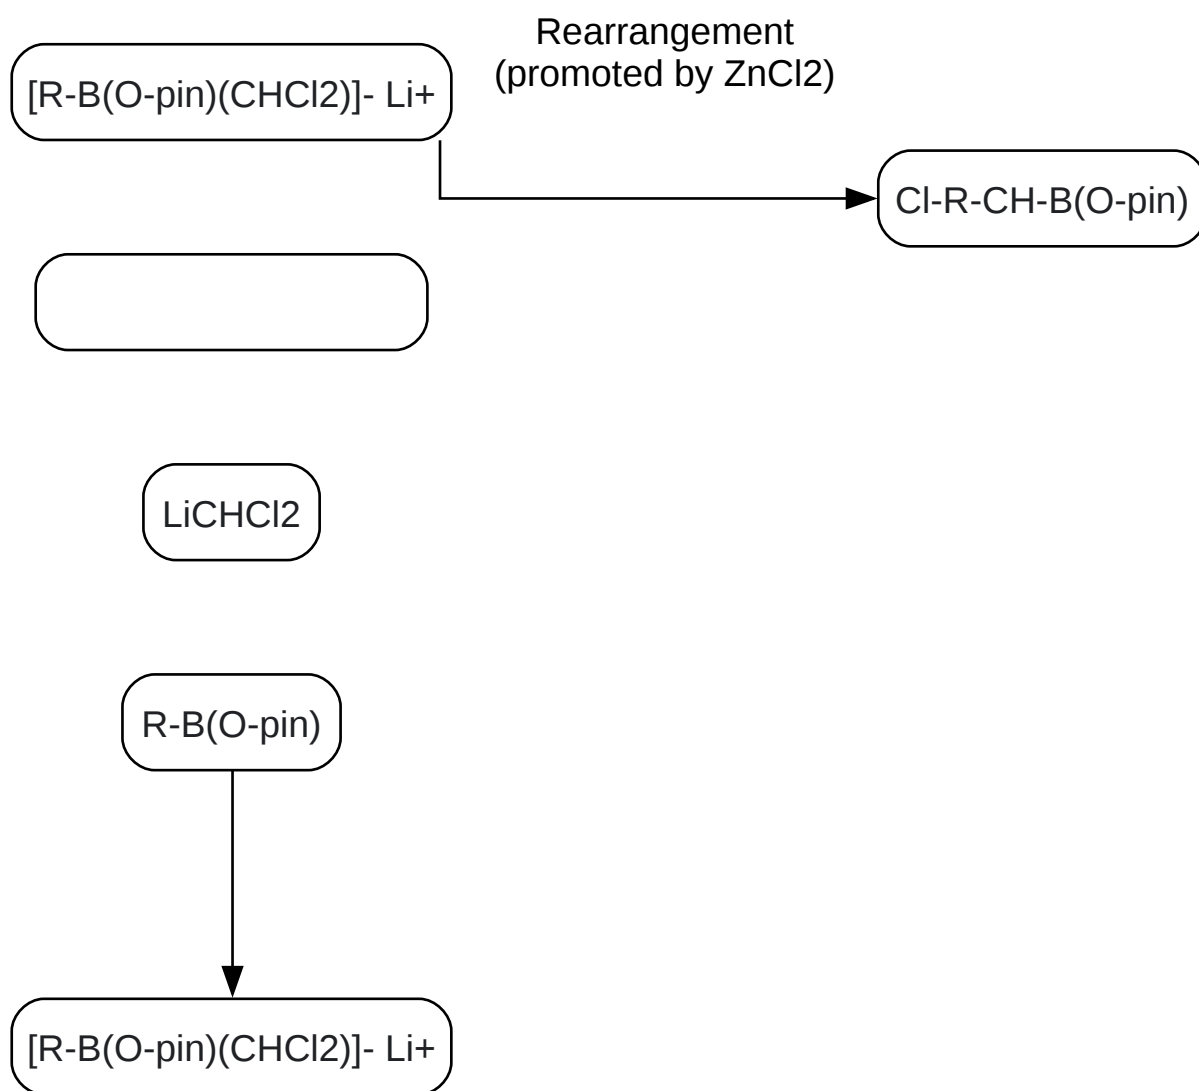 Rearrangement
(promoted by ZnCl2)
[R-B(O-pin)(CHCl2)]- Li+
Cl-R-CH-B(O-pin)
LiCHCl2
R-B(O-pin)
[R-B(O-pin)(CHCl2)]- Li+